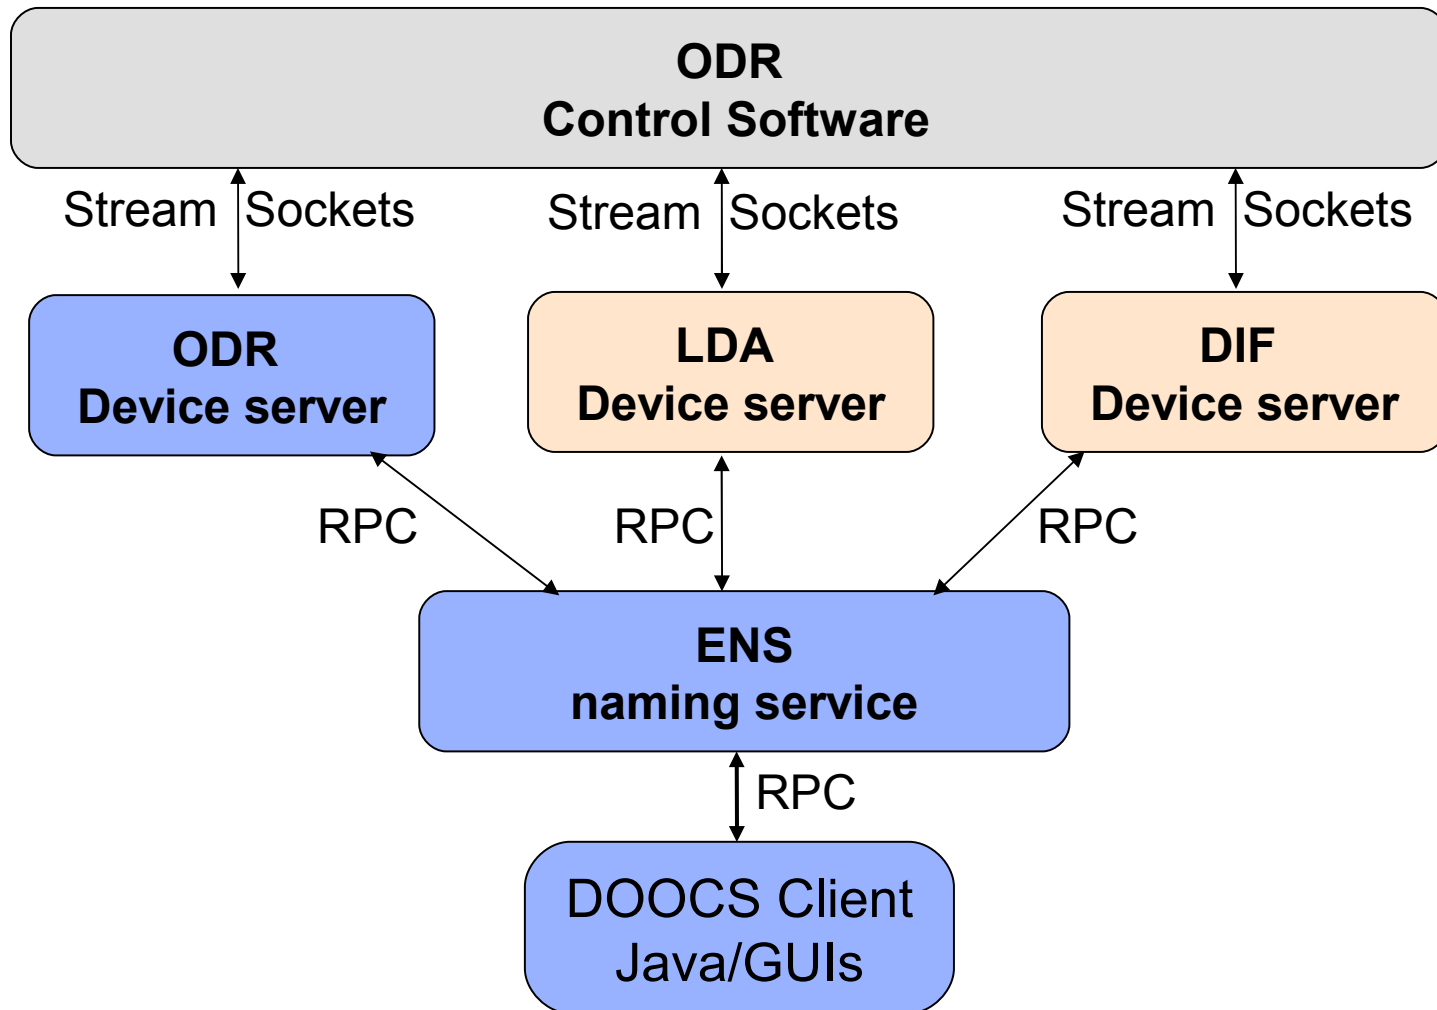 ODR
Control Software
Stream Sockets
Stream Sockets
Stream Sockets
ODR
Device server
LDA
Device server
DIF
Device server
RPC
RPC
RPC
ENS
naming service
RPC
DOOCS Client
Java/GUIs